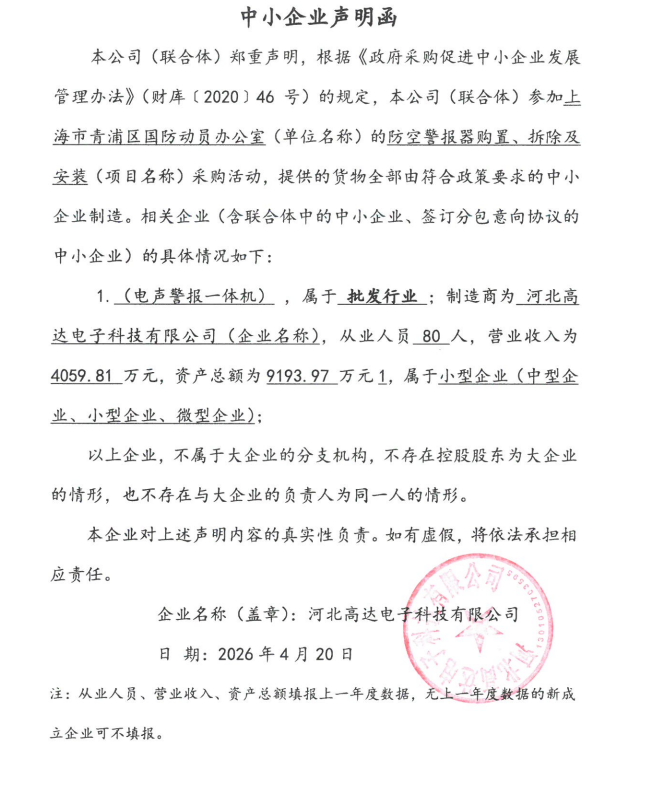 中小企业声明函
本公司（联合体）郑重声明，根据《政府采购促进中小企业发展
管理办法》（财库﹝2020﹞46 号）的规定，本公司（联合体）参加上
海市青浦区国防动员办公室（单位名称）的防空警报器购置、拆除及
安装（项目名称）采购活动，提供的货物全部由符合政策要求的中小
企业制造。相关企业（含联合体中的中小企业、签订分包意向协议的
中小企业）的具体情况如下：
1. （电声警报一体机） ，属于 批发行业 ；制造商为 河北高
达电子科技有限公司（企业名称），从业人员 80 人，营业收入为
4059.81 万元，资产总额为 9193.97 万元1，属于小型企业（中型企
业、小型企业、微型企业）；
以上企业，不属于大企业的分支机构，不存在控股股东为大企业
的情形，也不存在与大企业的负责人为同一人的情形。
本企业对上述声明内容的真实性负责。如有虚假，将依法承担相
应责任。
企业名称（盖章）：河北高达电子科技有限公司
日 期：2026 年 4 月 20 日
注：从业人员、营业收入、资产总额填报上一年度数据，无上一年度数据的新成
立企业可不填报。